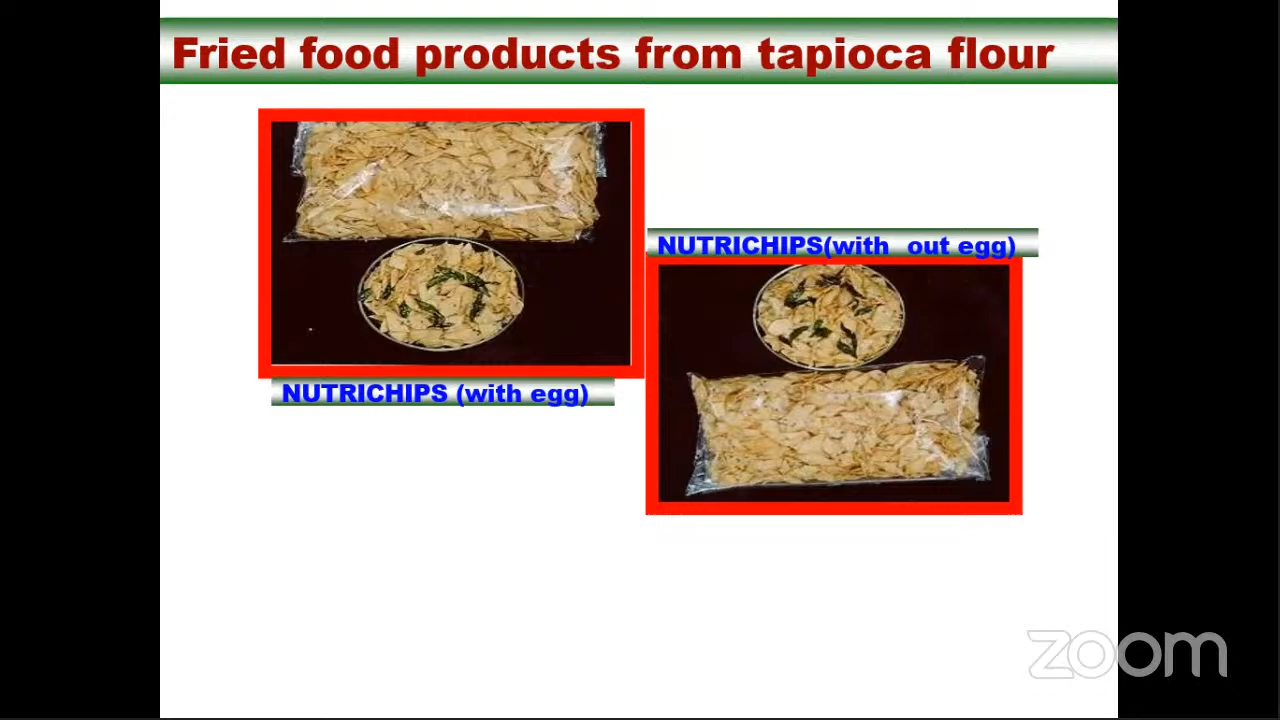 Fried food products from tapioca flour
NUTRICHIPS(with out egg)
NUTRICHIPS (with egg)
zoom